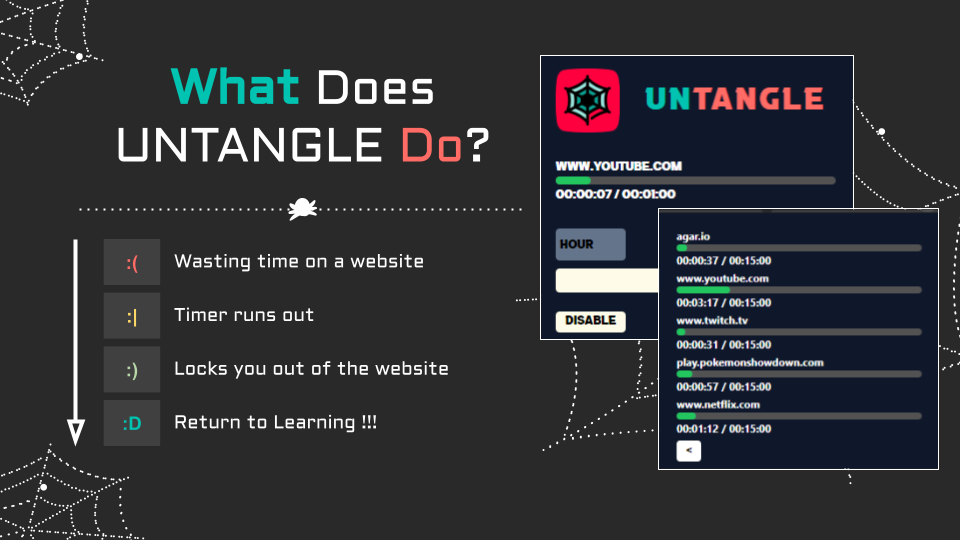 What Does
UNTANGLE Do?
:( Wasting time on a website
:| Timer runs out
:) Locks you out of the website
:D Return to Learning !!!
UNTANGLE
WWW.YOUTUBE.COM
00:00:07 / 00:01:00
HOUR
DISABLE
agar.io
00:00:37 / 00:15:00
www.youtube.com
00:03:17 / 00:15:00
www.twitch.tv
00:00:31 / 00:15:00
play.pokemonshowdown.com
00:00:57 / 00:15:00
www.netflix.com
00:01:12 / 00:15:00
<